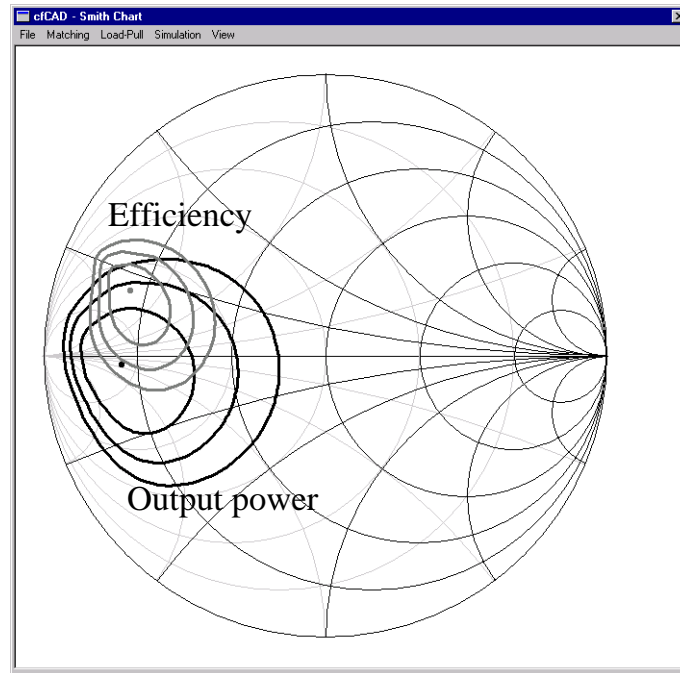 cfCAD - Smith Chart
File Matching Load-Pull Simulation View
Efficiency
Output power